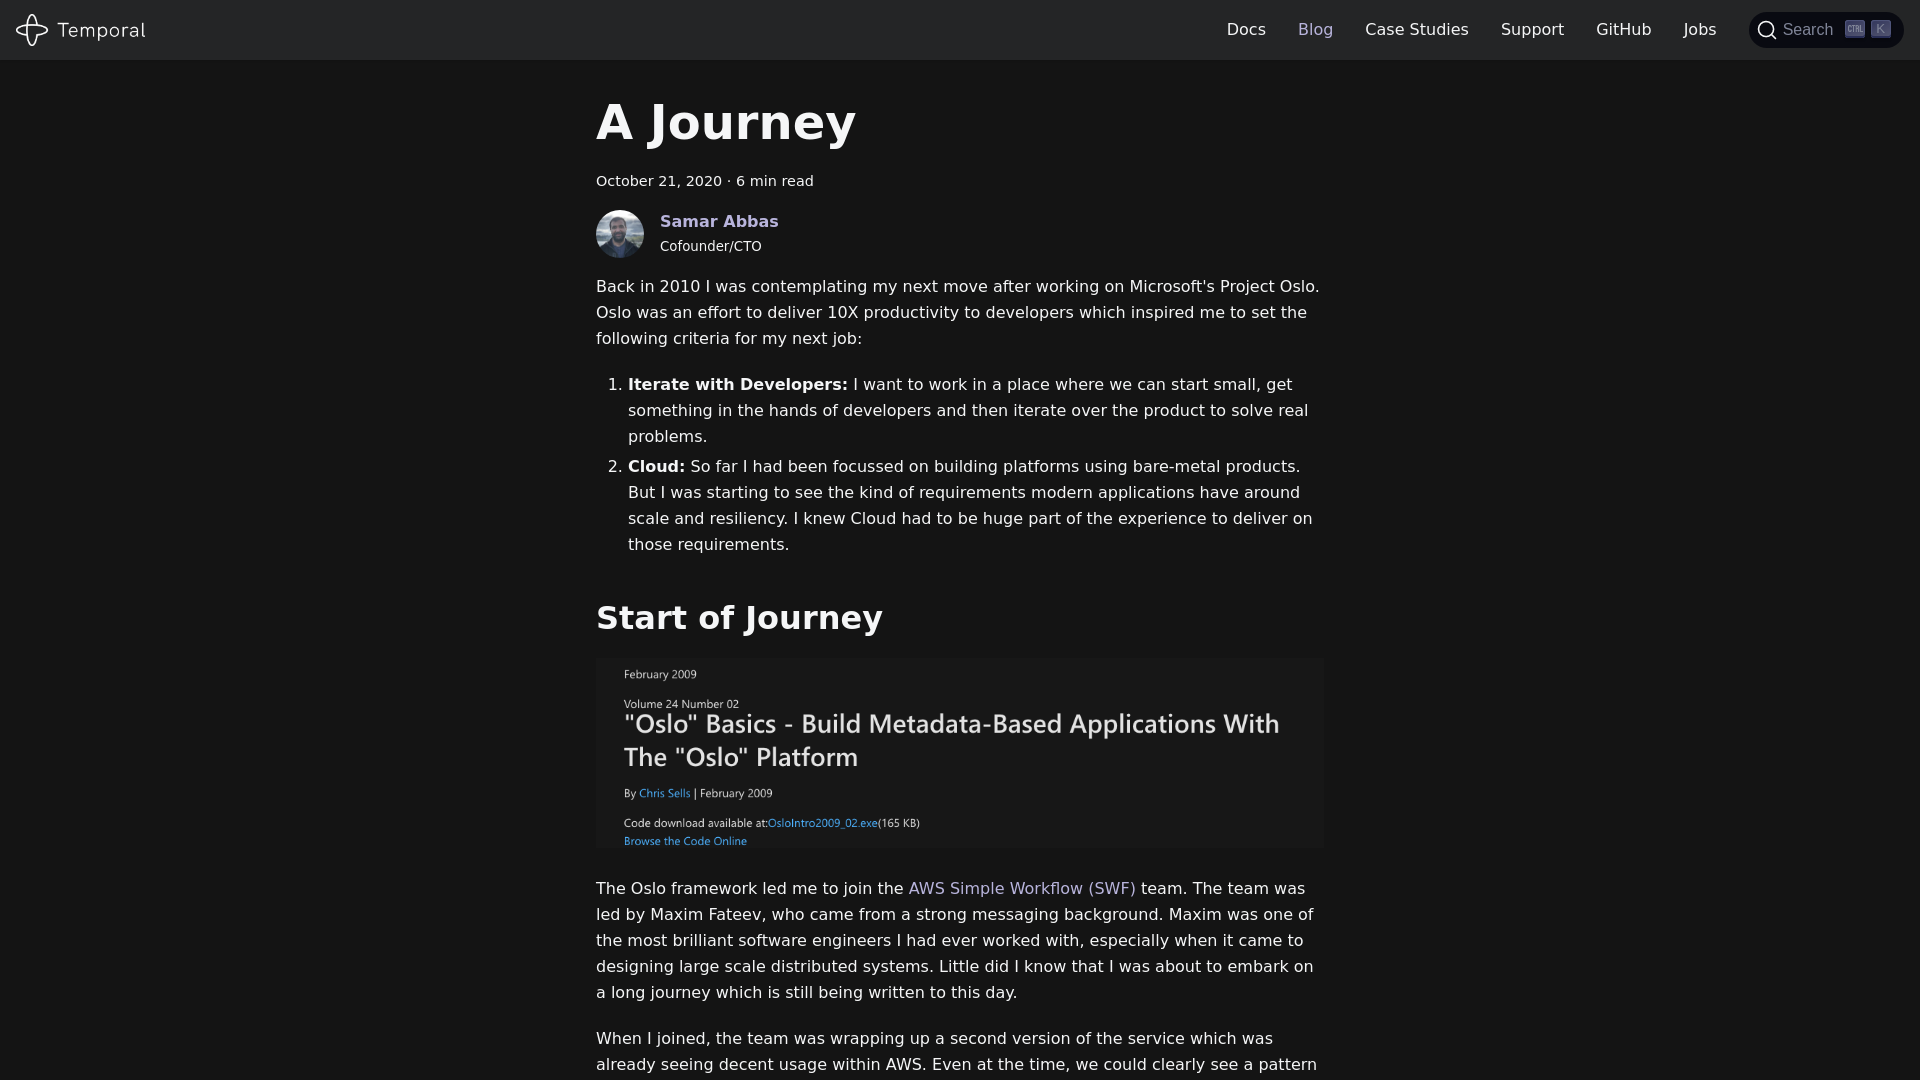 Temporal
Docs
Blog
Case Studies
Support
GitHub
Jobs
Search
CTRL
K
A Journey
October 21, 2020 · 6 min read
Samar Abbas
Cofounder/CTO
Back in 2010 I was contemplating my next move after working on Microsoft's Project Oslo.
Oslo was an effort to deliver 10X productivity to developers which inspired me to set the
following criteria for my next job:
1. Iterate with Developers: I want to work in a place where we can start small, get
something in the hands of developers and then iterate over the product to solve real
problems.
2. Cloud: So far I had been focussed on building platforms using bare-metal products.
But I was starting to see the kind of requirements modern applications have around
scale and resiliency. I knew Cloud had to be huge part of the experience to deliver on
those requirements.
Start of Journey
February 2009
Volume 24 Number 02
"Oslo" Basics - Build Metadata-Based Applications With
The "Oslo" Platform
By Chris Sells | February 2009
Code download available at:OsloIntro2009_02.exe(165 KB)
Browse the Code Online
The Oslo framework led me to join the AWS Simple Workflow (SWF) team. The team was
led by Maxim Fateev, who came from a strong messaging background. Maxim was one of
the most brilliant software engineers I had ever worked with, especially when it came to
designing large scale distributed systems. Little did I know that I was about to embark on
a long journey which is still being written to this day.
When I joined, the team was wrapping up a second version of the service which was
already seeing decent usage within AWS. Even at the time, we could clearly see a pattern